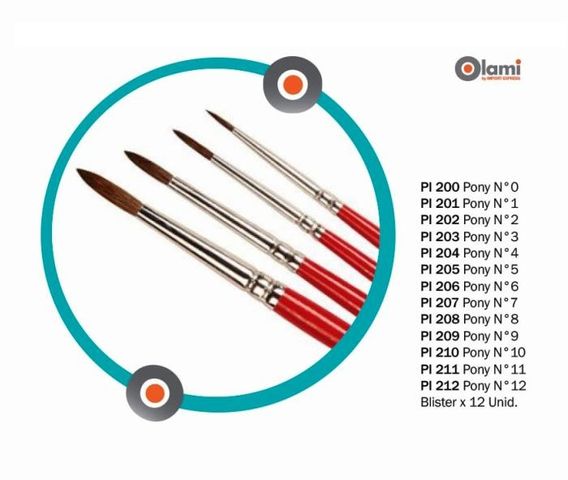 Olami
by IMPORT EXPRESS
PI 200 Pony N°0
PI 201 Pony N°1
PI 202 Pony N°2
PI 203 Pony N°3
PI 204 Pony N°4
PI 205 Pony N°5
PI 206 Pony N°6
PI 207 Pony N°7
PI 208 Pony N°8
PI 209 Pony N°9
PI 210 Pony N°10
PI 211 Pony N°11
PI 212 Pony N°12
Blister x 12 Unid.